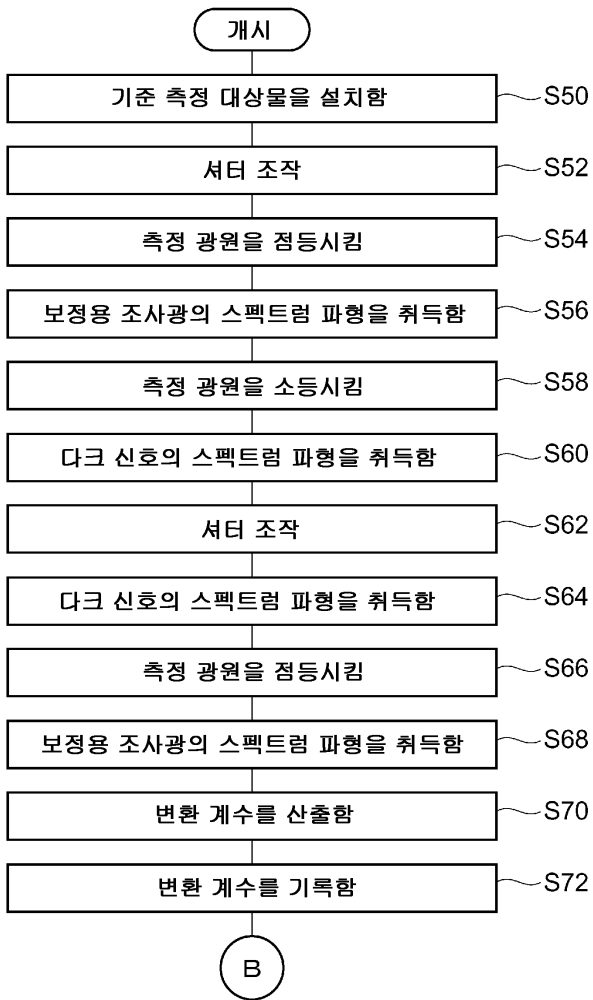 개시
기준 측정 대상물을 설치함 S50
셔터 조작 S52
측정 광원을 점등시킴 S54
보정용 조사광의 스펙트럼 파형을 취득함 S56
측정 광원을 소등시킴 S58
다크 신호의 스펙트럼 파형을 취득함 S60
셔터 조작 S62
다크 신호의 스펙트럼 파형을 취득함 S64
측정 광원을 점등시킴 S66
보정용 조사광의 스펙트럼 파형을 취득함 S68
변환 계수를 산출함 S70
변환 계수를 기록함 S72
B